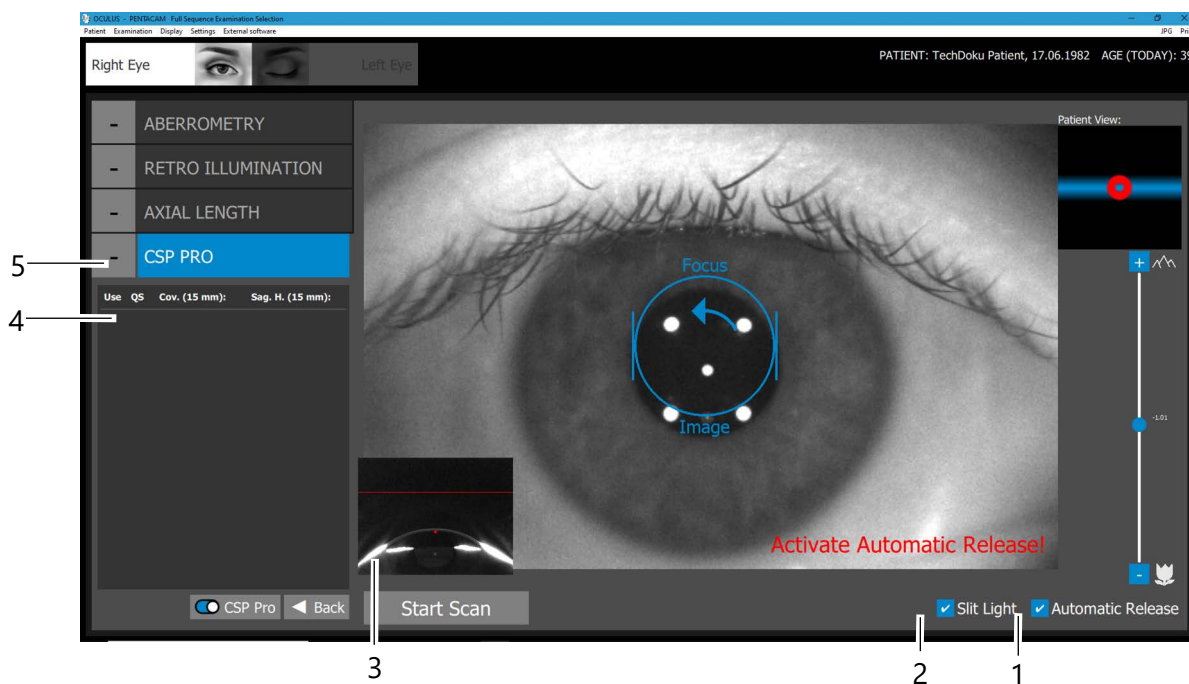 OCULUS - PENTACAM Full Sequence Examination Selection
Patient Examination Display Settings External software JPG Pri
Right Eye Left Eye PATIENT: TechDoku Patient, 17.06.1982 AGE (TODAY): 39
- ABERROMETRY Patient View:
- RETRO ILLUMINATION
- AXIAL LENGTH
5 - CSP PRO
Focus +
Use QS Cov. (15 mm): Sag. H. (15 mm):
4
-1.01
Image
Activate Automatic Release!
-
CSP Pro Back Start Scan Slit Light Automatic Release
3 2 1